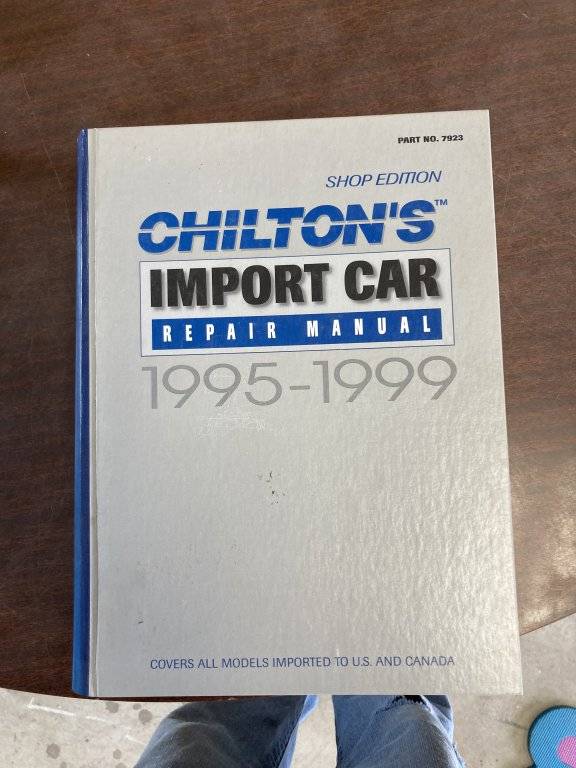 PART NO. 7923
SHOP EDITION
CHILTON'S™
IMPORT CAR
REPAIR MANUAL
1995-1999
COVERS ALL MODELS IMPORTED TO U.S. AND CANADA